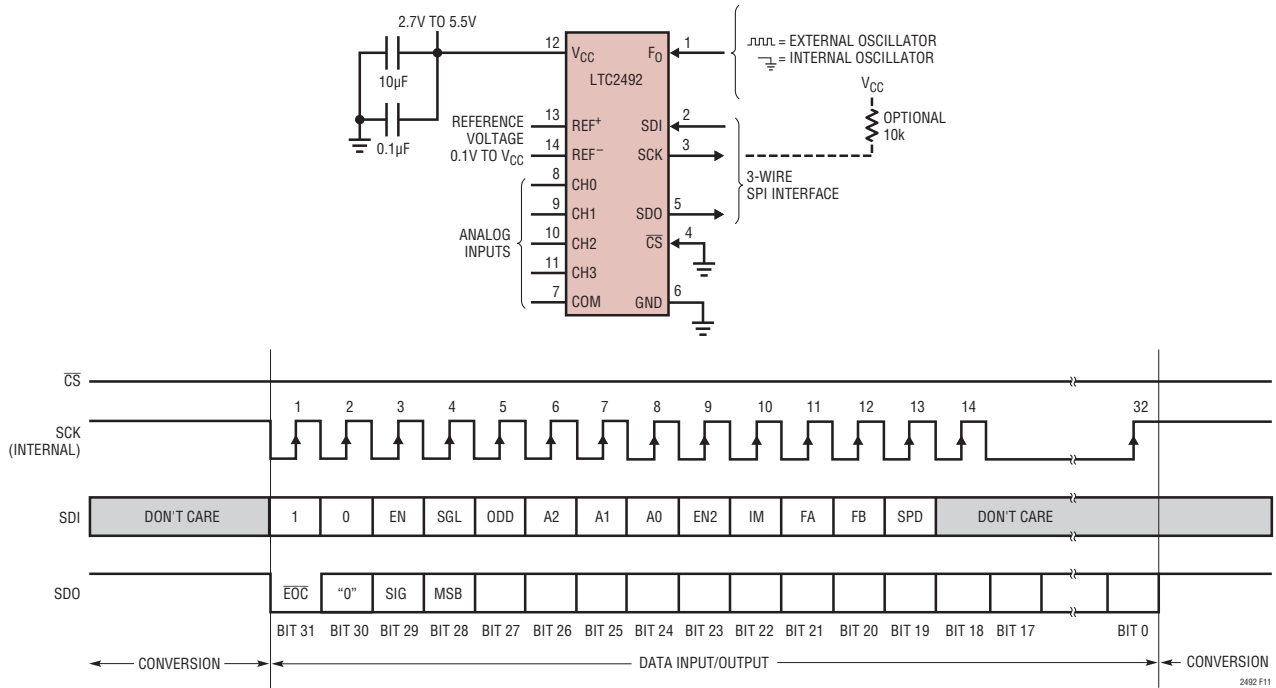 2.7V TO 5.5V
10µF
0.1µF
REFERENCE
VOLTAGE
0.1V TO VCC
ANALOG
INPUTS
12
13
14
8
9
10
11
7
VCC
LTC2492
REF+
REF–
CH0
CH1
CH2
CH3
COM
FO
SDI
SCK
SDO
CS
GND
1
2
3
5
4
6
= EXTERNAL OSCILLATOR
= INTERNAL OSCILLATOR
VCC
OPTIONAL
10k
3-WIRE
SPI INTERFACE
CS
SCK
(INTERNAL)
1 2 3 4 5 6 7 8 9 10 11 12 13 14 32
SDI DON'T CARE 1 0 EN SGL ODD A2 A1 A0 EN2 IM FA FB SPD DON'T CARE
SDO EOC “0” SIG MSB
BIT 31 BIT 30 BIT 29 BIT 28 BIT 27 BIT 26 BIT 25 BIT 24 BIT 23 BIT 22 BIT 21 BIT 20 BIT 19 BIT 18 BIT 17 BIT 0
CONVERSION DATA INPUT/OUTPUT CONVERSION
2492 F11